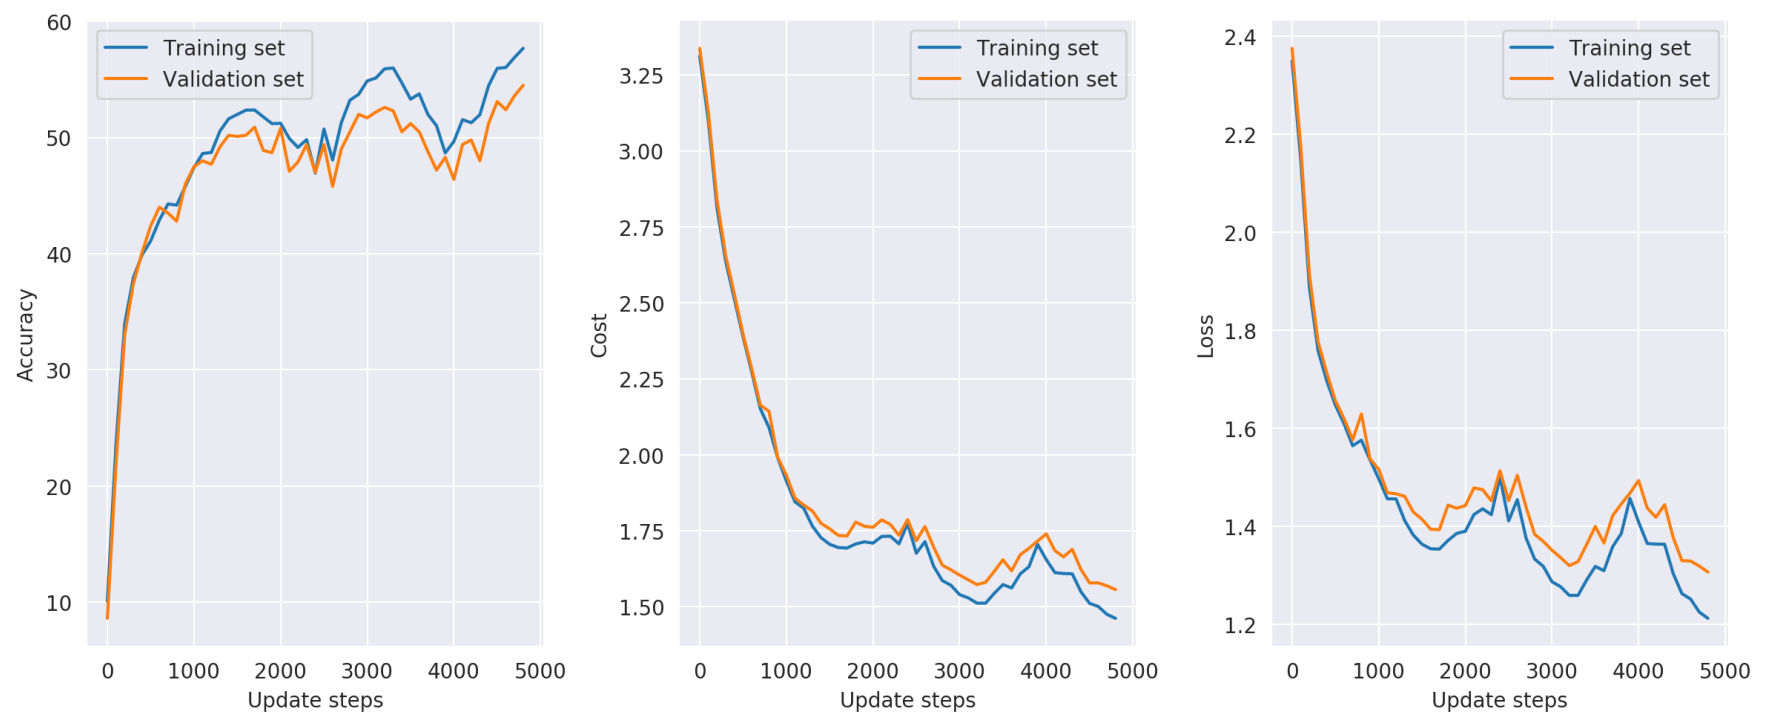 60
50
40
30
20
10
Accuracy
Training set
Validation set
0 1000 2000 3000 4000 5000
Update steps
3.25
3.00
2.75
2.50
2.25
2.00
1.75
1.50
Cost
Training set
Validation set
0 1000 2000 3000 4000 5000
Update steps
2.4
2.2
2.0
1.8
1.6
1.4
1.2
Loss
Training set
Validation set
0 1000 2000 3000 4000 5000
Update steps